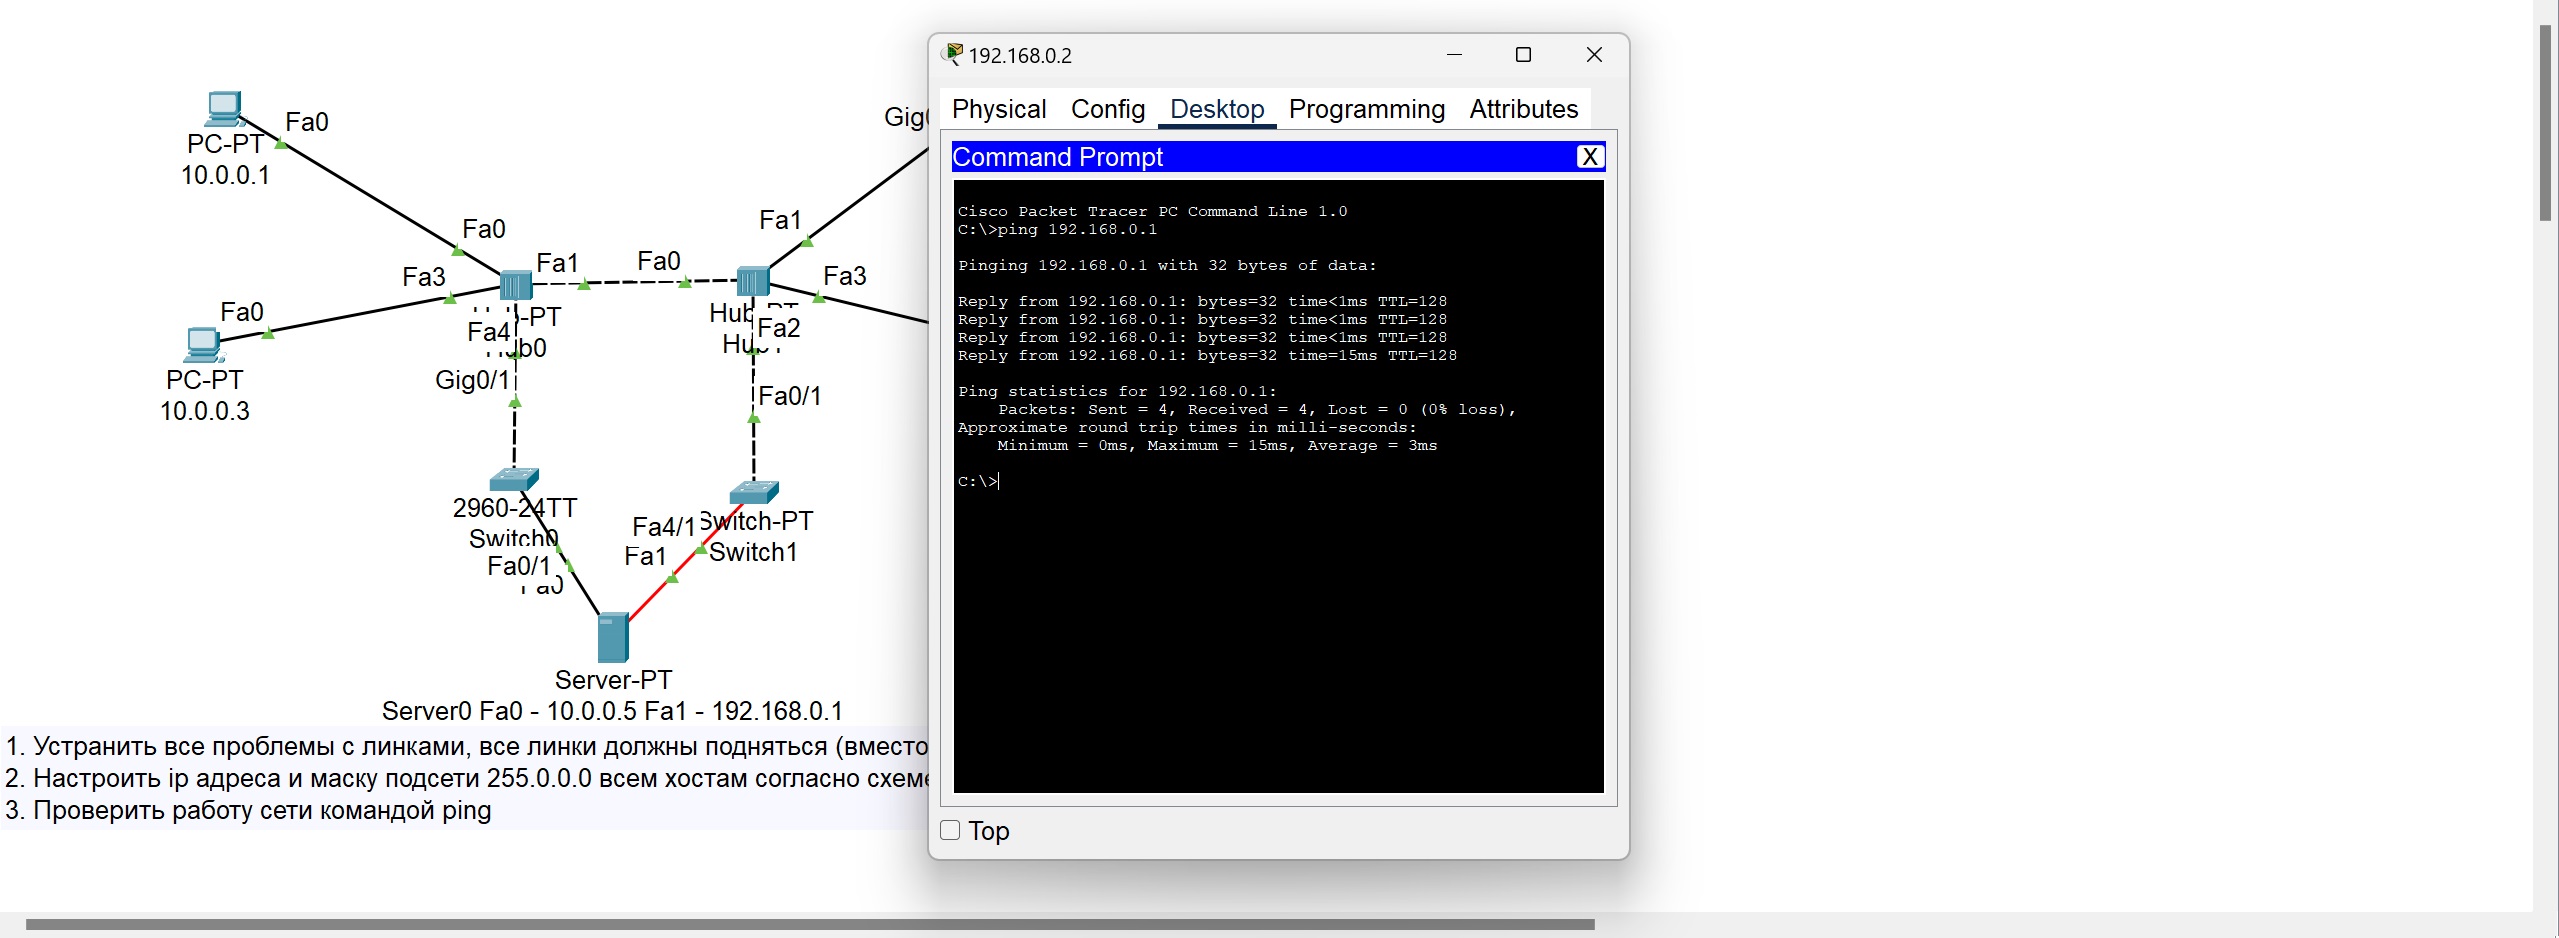 192.168.0.2
Physical Config Desktop Programming Attributes
Command Prompt
X
Cisco Packet Tracer PC Command Line 1.0
C:\>ping 192.168.0.1
Pinging 192.168.0.1 with 32 bytes of data:
Reply from 192.168.0.1: bytes=32 time<1ms TTL=128
Reply from 192.168.0.1: bytes=32 time<1ms TTL=128
Reply from 192.168.0.1: bytes=32 time<1ms TTL=128
Reply from 192.168.0.1: bytes=32 time=15ms TTL=128
Ping statistics for 192.168.0.1:
Packets: Sent = 4, Received = 4, Lost = 0 (0% loss),
Approximate round trip times in milli-seconds:
Minimum = 0ms, Maximum = 15ms, Average = 3ms
C:\>
Top
Fa0
PC-PT
10.0.0.1
Fa0
Fa3
Fa1
Fa0
Fa1
Fa3
Fa0
PC-PT
10.0.0.3
Fa4
Gig0/1
Fa2
Fa0/1
2960-24TT
Switch0
Fa0/1
Fa0
Fa4/1
Fa1
Switch-PT
Switch1
Server-PT
Server0 Fa0 - 10.0.0.5 Fa1 - 192.168.0.1
1. Устранить все проблемы с линками, все линки должны подняться (вместо
2. Настроить ip адреса и маску подсети 255.0.0.0 всем хостам согласно схеме
3. Проверить работу сети командой ping